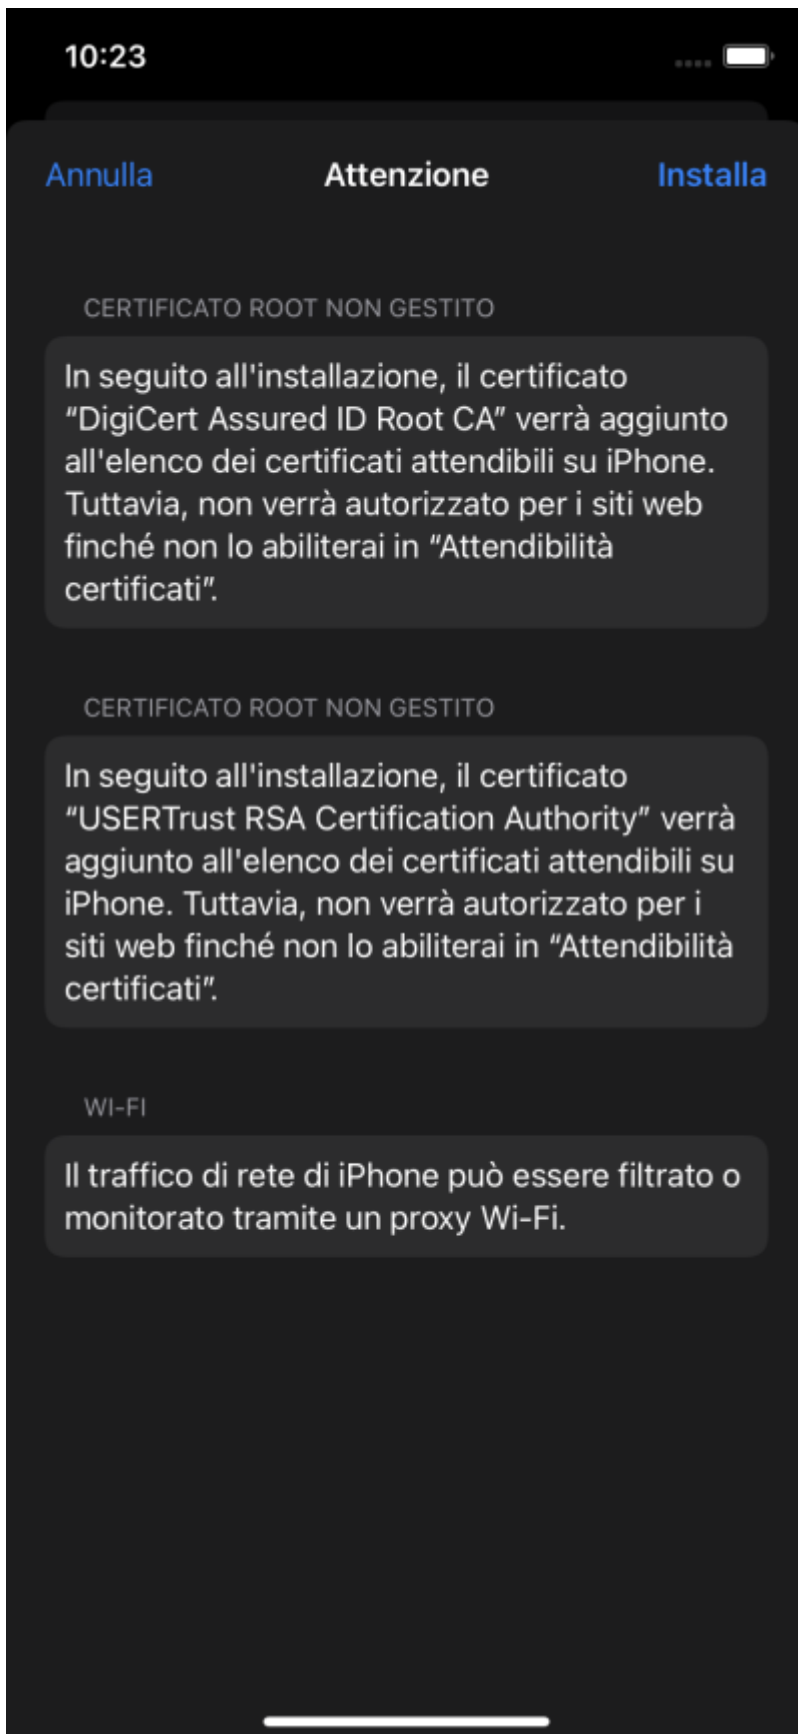 10:23
Annulla
Attenzione
Installa
CERTIFICATO ROOT NON GESTITO
In seguito all'installazione, il certificato
“DigiCert Assured ID Root CA” verrà aggiunto
all'elenco dei certificati attendibili su iPhone.
Tuttavia, non verrà autorizzato per i siti web
finché non lo abiliterai in “Attendibilità
certificati”.
CERTIFICATO ROOT NON GESTITO
In seguito all'installazione, il certificato
“USERTrust RSA Certification Authority” verrà
aggiunto all'elenco dei certificati attendibili su
iPhone. Tuttavia, non verrà autorizzato per i
siti web finché non lo abiliterai in “Attendibilità
certificati”.
WI-FI
Il traffico di rete di iPhone può essere filtrato o
monitorato tramite un proxy Wi-Fi.